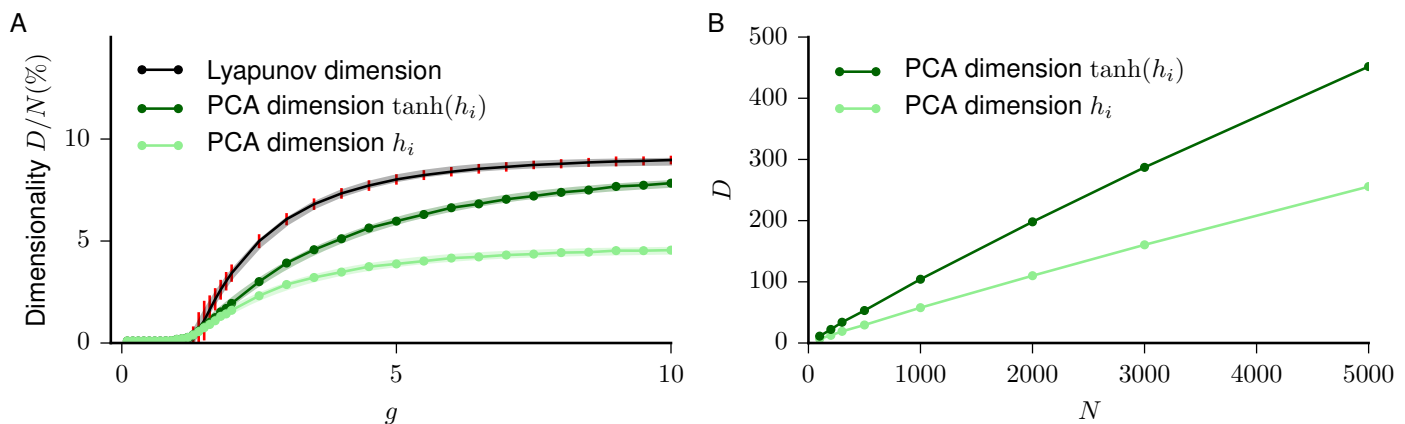 A
Dimensionality D/N(%)
10
5
0
Lyapunov dimension
PCA dimension tanh(h_i)
PCA dimension h_i
0 5 10
g
B
D
500
400
300
200
100
0
PCA dimension tanh(h_i)
PCA dimension h_i
0 1000 2000 3000 4000 5000
N